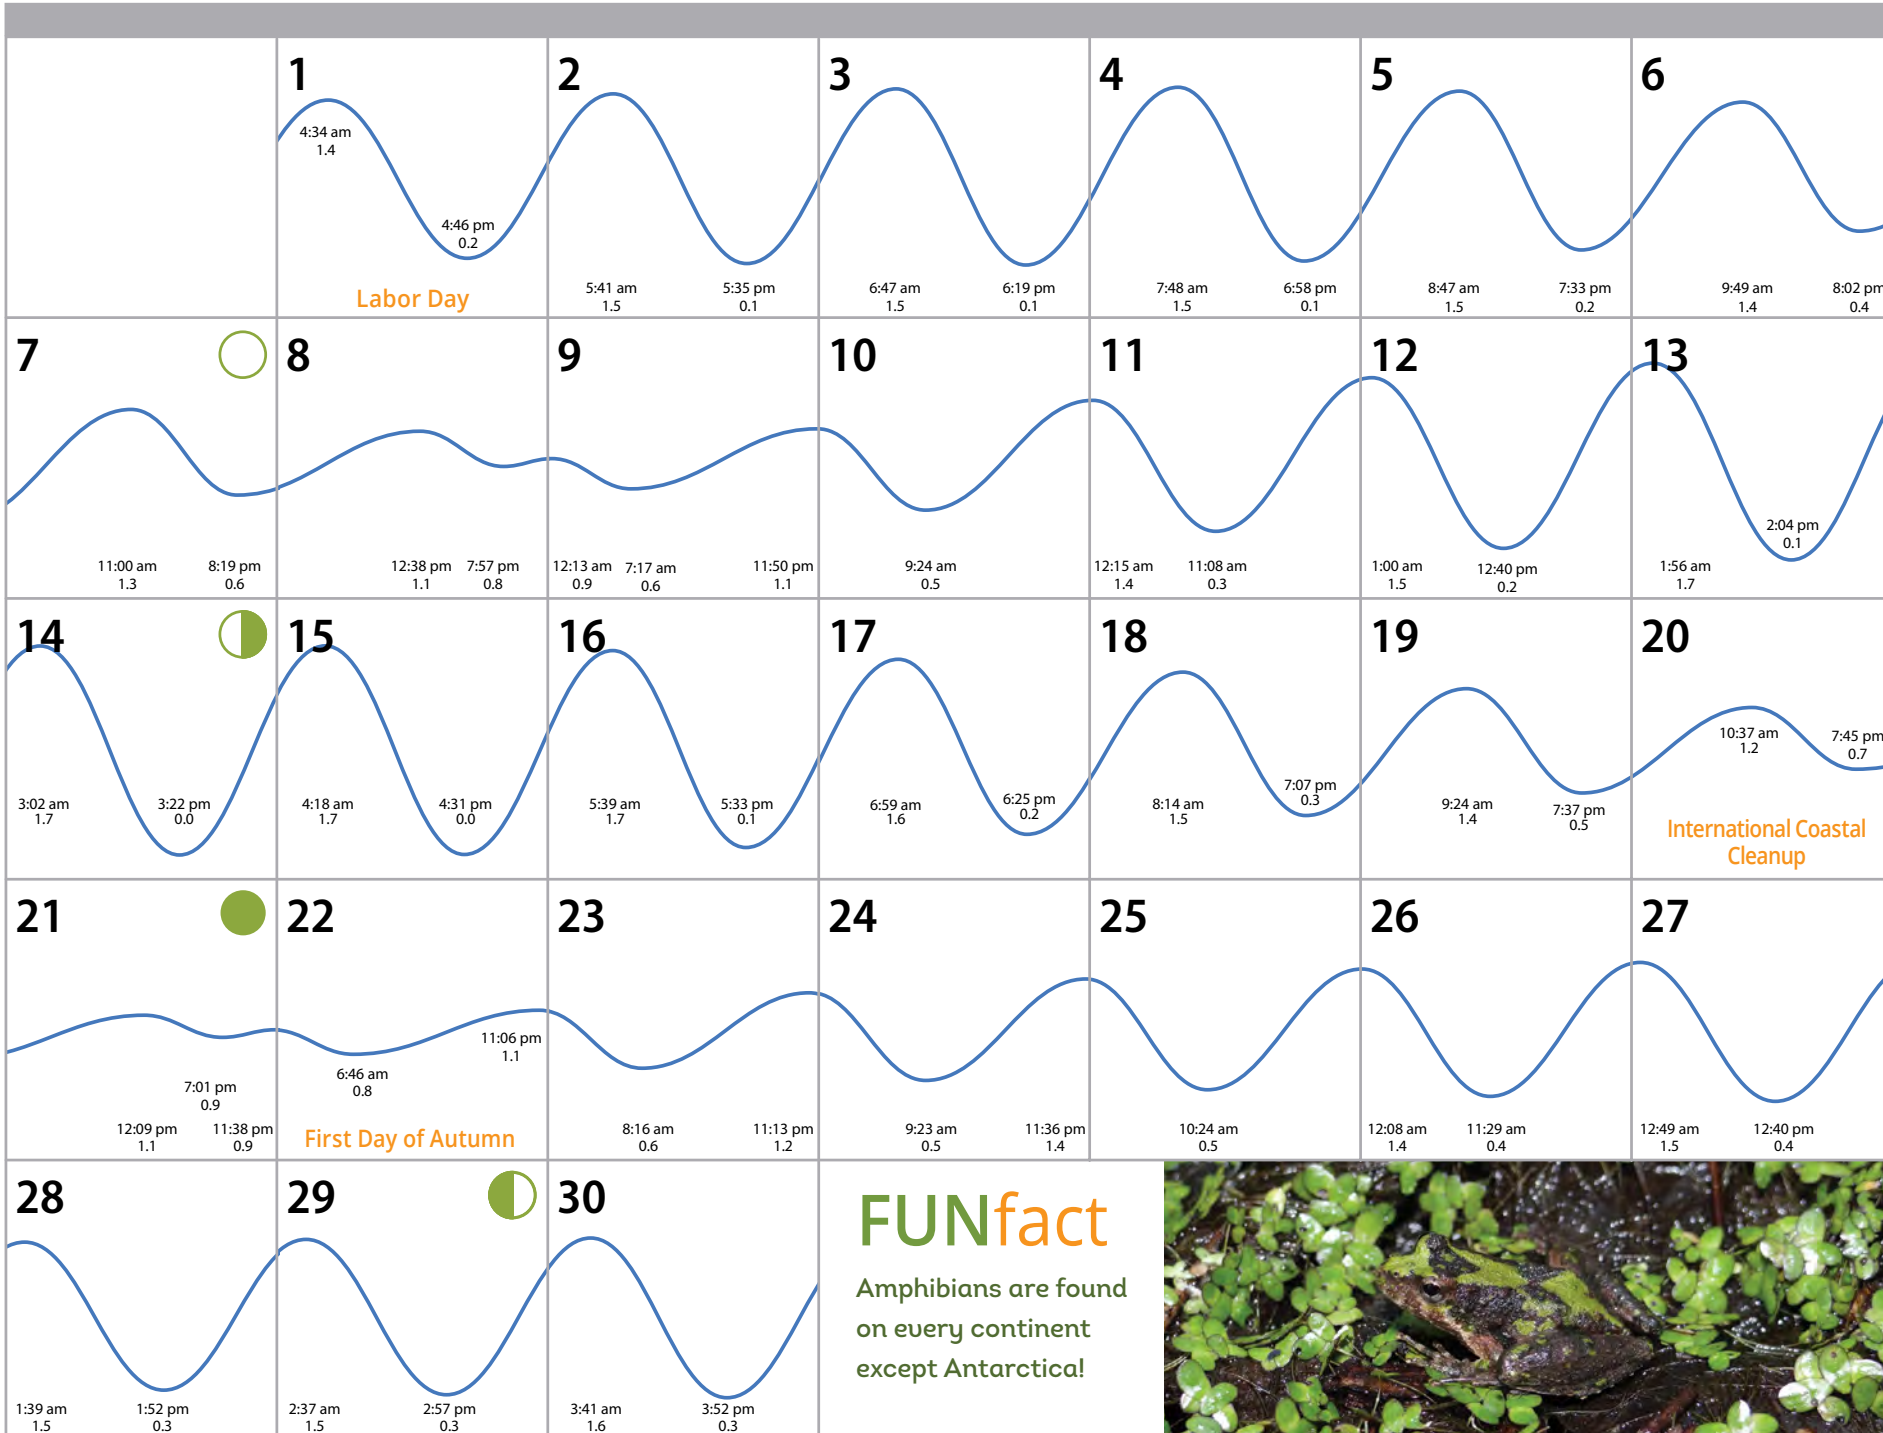 1
4:34 am
1.4
4:46 pm
0.2
Labor Day
2
5:41 am
1.5
5:35 pm
0.1
3
6:47 am
1.5
6:19 pm
0.1
4
7:48 am
1.5
6:58 pm
0.1
5
8:47 am
1.5
7:33 pm
0.2
6
9:49 am
1.4
8:02 pm
0.4
7
11:00 am
1.3
8:19 pm
0.6
8
12:38 pm
1.1
7:57 pm
0.8
9
12:13 am
0.9
7:17 am
0.6
11:50 pm
1.1
10
9:24 am
0.5
11
12:15 am
1.4
11:08 am
0.3
12
1:00 am
1.5
12:40 pm
0.2
13
1:56 am
1.7
2:04 pm
0.1
14
3:02 am
1.7
3:22 pm
0.0
15
4:18 am
1.7
4:31 pm
0.0
16
5:39 am
1.7
5:33 pm
0.1
17
6:59 am
1.6
6:25 pm
0.2
18
8:14 am
1.5
7:07 pm
0.3
19
9:24 am
1.4
7:37 pm
0.5
20
10:37 am
1.2
7:45 pm
0.7
International Coastal
Cleanup
21
7:01 pm
0.9
12:09 pm
1.1
11:38 pm
0.9
22
6:46 am
0.8
11:06 pm
1.1
First Day of Autumn
23
8:16 am
0.6
11:13 pm
1.2
24
9:23 am
0.5
11:36 pm
1.4
25
10:24 am
0.5
26
12:08 am
1.4
11:29 am
0.4
27
12:49 am
1.5
12:40 pm
0.4
28
1:39 am
1.5
1:52 pm
0.3
29
2:37 am
1.5
2:57 pm
0.3
30
3:41 am
1.6
3:52 pm
0.3
FUNfact
Amphibians are found
on every continent
except Antarctica!